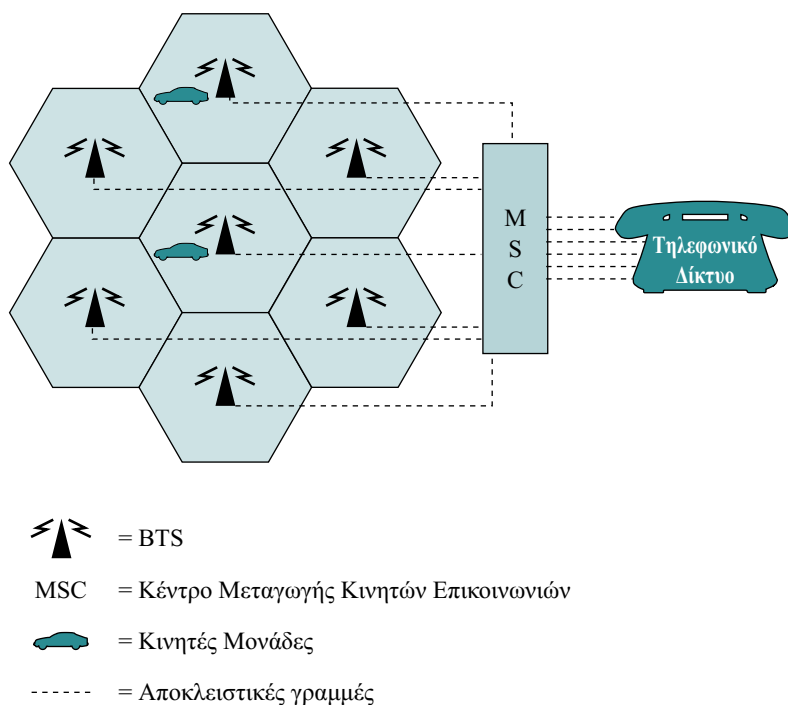 M
S
C
Τηλεφωνικό
Δίκτυο
= BTS
MSC = Κέντρο Μεταγωγής Κινητών Επικοινωνιών
= Κινητές Μονάδες
= Αποκλειστικές γραμμές